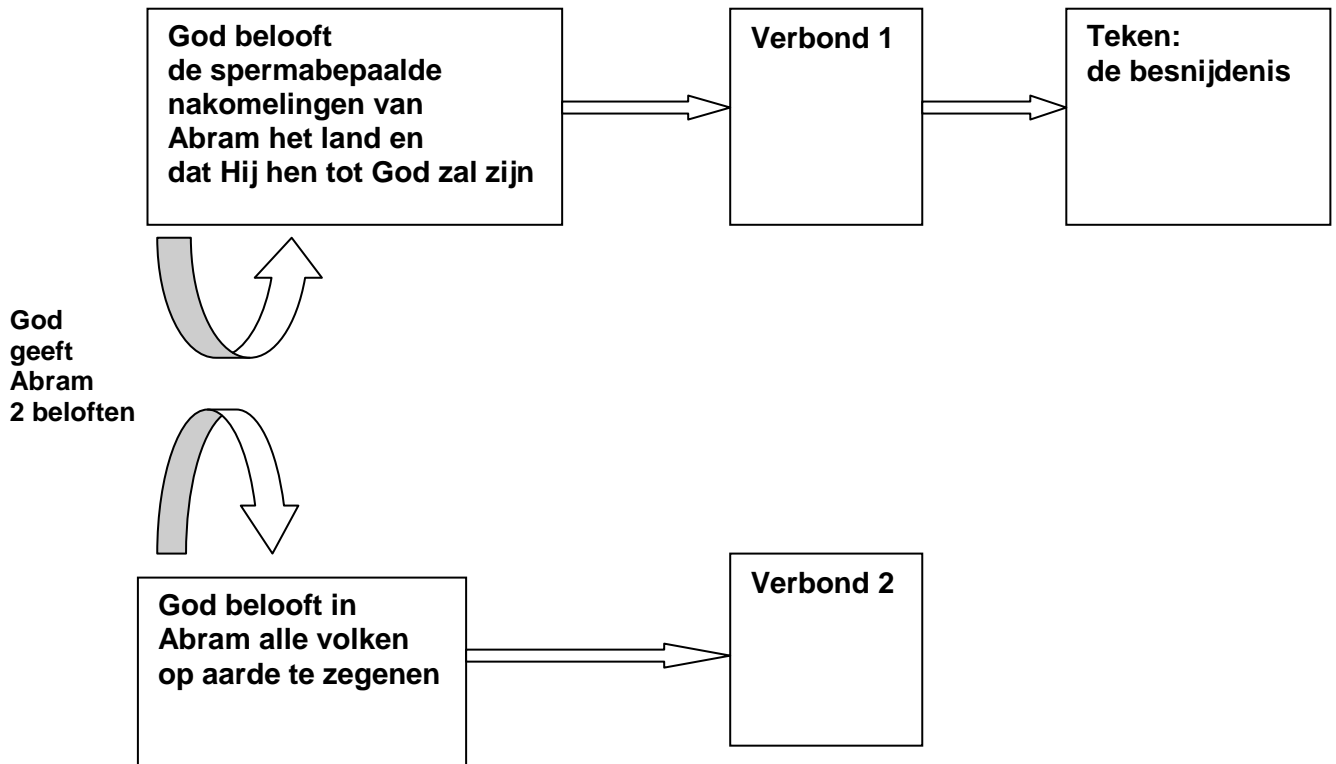 God belooft
de spermabepaalde
nakomelingen van
Abram het land en
dat Hij hen tot God zal zijn
Verbond 1
Teken:
de besnijdenis
God
geeft
Abram
2 beloften
God belooft in
Abram alle volken
op aarde te zegenen
Verbond 2